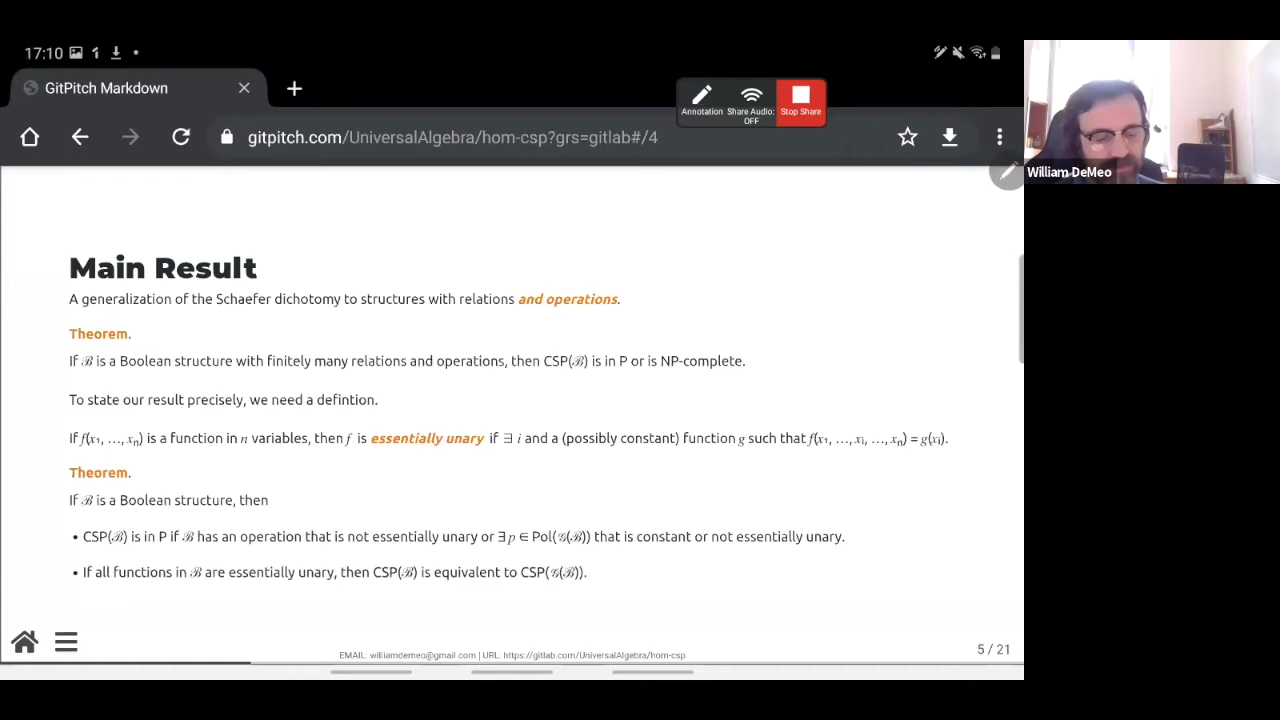 17:10
GitPitch Markdown
Annotation
Share Audio: OFF
Stop Share
gitpitch.com/UniversalAlgebra/hom-csp?grs=gitlab#/4
William DeMeo
Main Result
A generalization of the Schaefer dichotomy to structures with relations and operations.
Theorem.
If ℬ is a Boolean structure with finitely many relations and operations, then CSP(ℬ) is in P or is NP-complete.
To state our result precisely, we need a defintion.
If f(x₁, …, xₙ) is a function in n variables, then f is essentially unary if ∃ i and a (possibly constant) function g such that f(x₁, …, xᵢ, …, xₙ) = g(xᵢ).
Theorem.
If ℬ is a Boolean structure, then
• CSP(ℬ) is in P if ℬ has an operation that is not essentially unary or ∃ p ∈ Pol(𝒢(ℬ)) that is constant or not essentially unary.
• If all functions in ℬ are essentially unary, then CSP(ℬ) is equivalent to CSP(𝒢(ℬ)).
EMAIL: williamdemeo@gmail.com | URL: https://gitlab.com/UniversalAlgebra/hom-csp
5 / 21